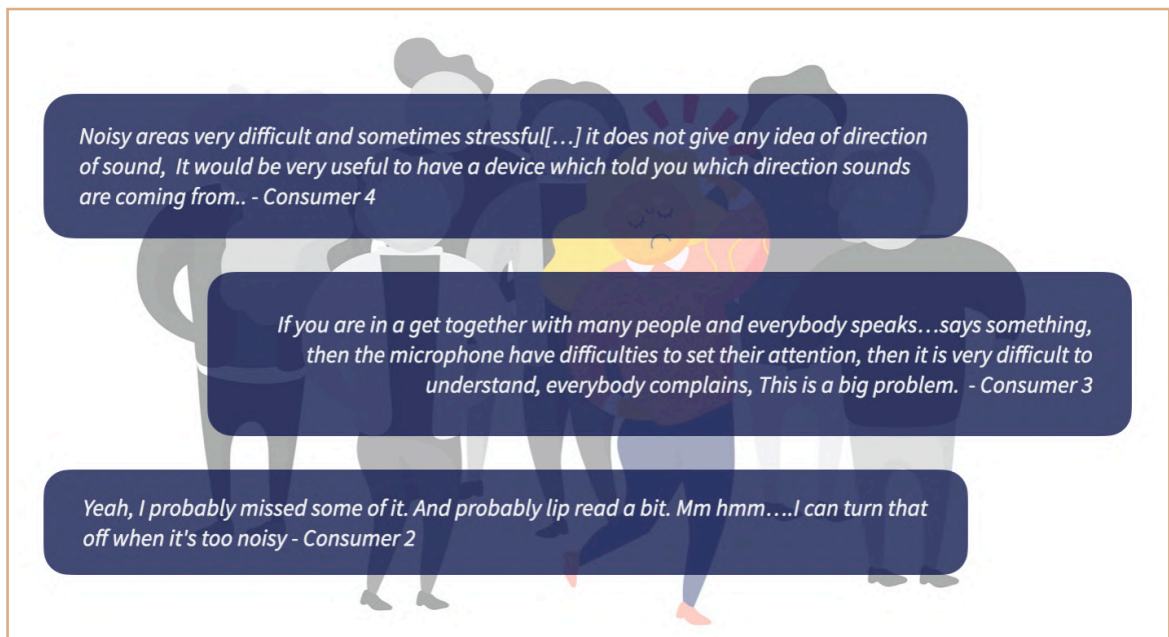 Noisy areas very difficult and sometimes stressful[…] it does not give any idea of direction
of sound,  It would be very useful to have a device which told you which direction sounds
are coming from.. - Consumer 4
If you are in a get together with many people and everybody speaks…says something,
then the microphone have difficulties to set their attention, then it is very difficult to
understand, everybody complains, This is a big problem.  - Consumer 3
Yeah, I probably missed some of it. And probably lip read a bit. Mm hmm….I can turn that
off when it's too noisy - Consumer 2